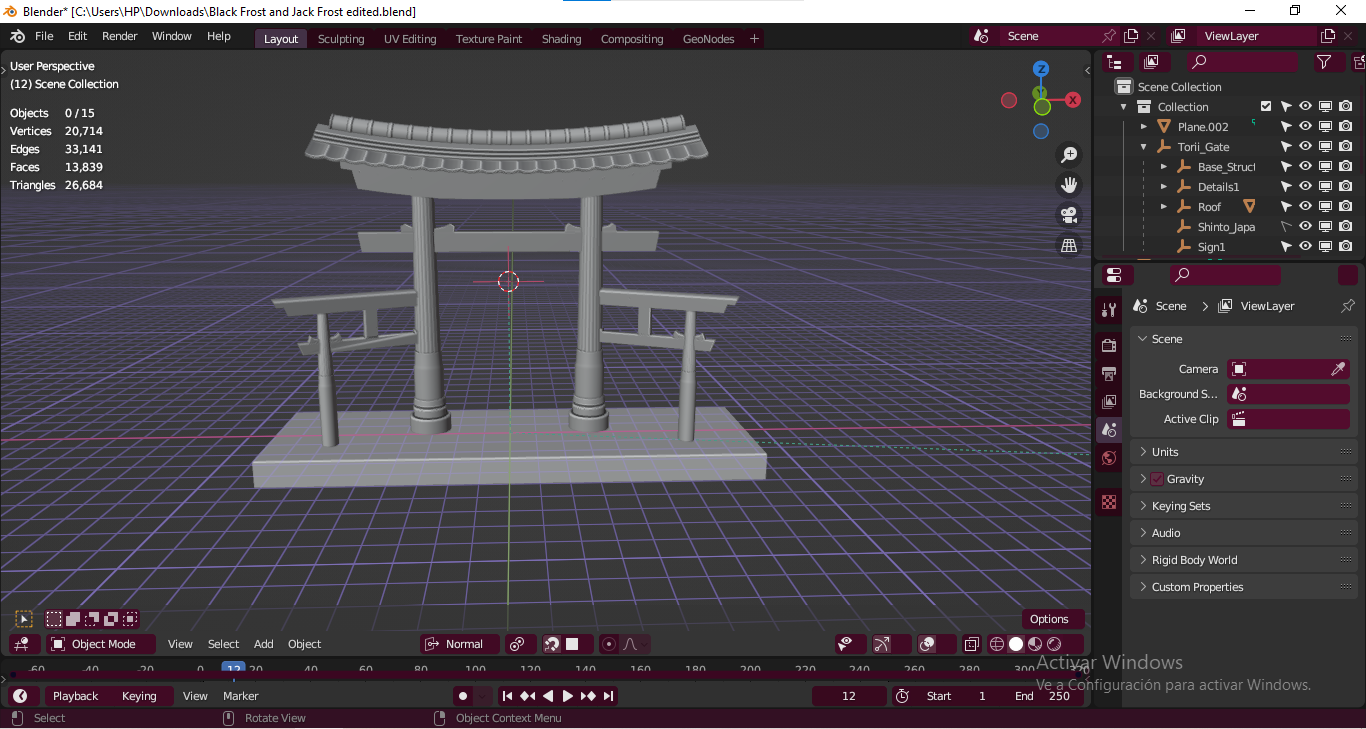 Blender* [C:\Users\HP\Downloads\Black Frost and Jack Frost edited.blend]
File Edit Render Window Help Layout Sculpting UV Editing Texture Paint Shading Compositing GeoNodes + Scene ViewLayer
User Perspective
(12) Scene Collection
Objects 0 / 15
Vertices 20,714
Edges 33,141
Faces 13,839
Triangles 26,684
Z
X
Scene Collection
Collection
Plane.002
Torii_Gate
Base_Struct
Details1
Roof
Shinto_Japa
Sign1
Scene > ViewLayer
Scene
Camera
Background S...
Active Clip
Units
Gravity
Keying Sets
Audio
Rigid Body World
Custom Properties
Options
Object Mode View Select Add Object Normal
-60 -40 -20 0 12 20 40 60 80 100 120 140 160 180 200 220 240 260 280 300 320
Playback Keying View Marker 12 Start 1 End 250
Activar Windows
Ve a Configuración para activar Windows.
Select Rotate View Object Context Menu